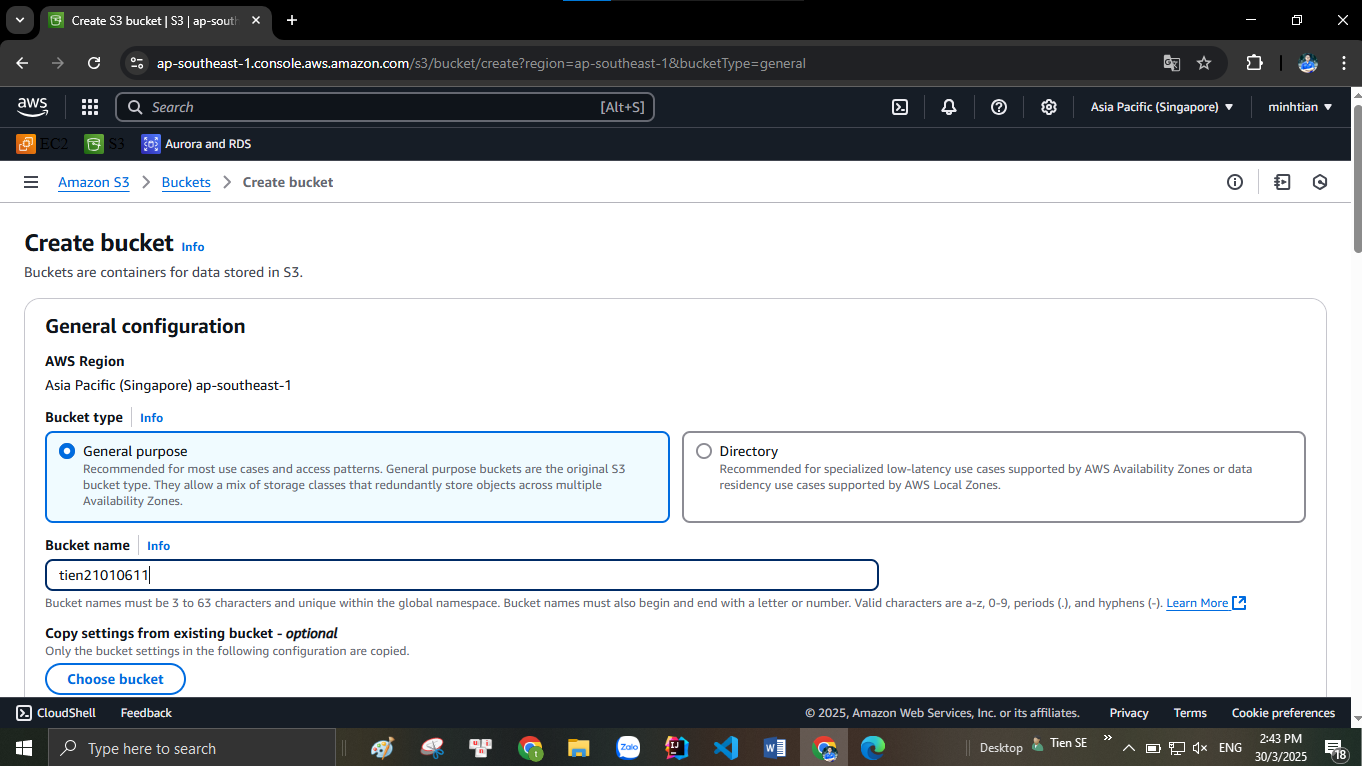 Create S3 bucket | S3 | ap-south
ap-southeast-1.console.aws.amazon.com/s3/bucket/create?region=ap-southeast-1&bucketType=general
aws
Search
[Alt+S]
Asia Pacific (Singapore)
minhtian
EC2
S3
Aurora and RDS
Amazon S3
Buckets
Create bucket
Create bucket Info
Buckets are containers for data stored in S3.
General configuration
AWS Region
Asia Pacific (Singapore) ap-southeast-1
Bucket type
Info
General purpose
Recommended for most use cases and access patterns. General purpose buckets are the original S3
bucket type. They allow a mix of storage classes that redundantly store objects across multiple
Availability Zones.
Directory
Recommended for specialized low-latency use cases supported by AWS Availability Zones or data
residency use cases supported by AWS Local Zones.
Bucket name
Info
tien21010611
Bucket names must be 3 to 63 characters and unique within the global namespace. Bucket names must also begin and end with a letter or number. Valid characters are a-z, 0-9, periods (.), and hyphens (-). Learn More
Copy settings from existing bucket - optional
Only the bucket settings in the following configuration are copied.
Choose bucket
CloudShell
Feedback
© 2025, Amazon Web Services, Inc. or its affiliates.
Privacy
Terms
Cookie preferences
Type here to search
Zalo
Desktop
Tien SE
ENG
2:43 PM
30/3/2025
18